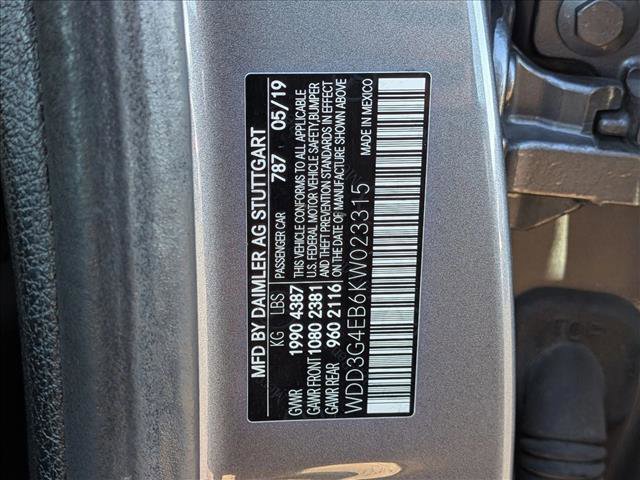 MFD BY DAIMLER AG STUTTGART
PASSENGER CAR 787 05/19
KG LBS
GWR 1990 4387
GAWR FRONT 1080 2381
GAWR REAR 960 2116
THIS VEHICLE CONFORMS TO ALL APPLICABLE
U.S. FEDERAL MOTOR VEHICLE SAFETY, BUMPER
AND THEFT PREVENTION STANDARDS IN EFFECT
ON THE DATE OF MANUFACTURE SHOWN ABOVE
WDD3G4EB6KW023315
MADE IN MEXICO
TOP